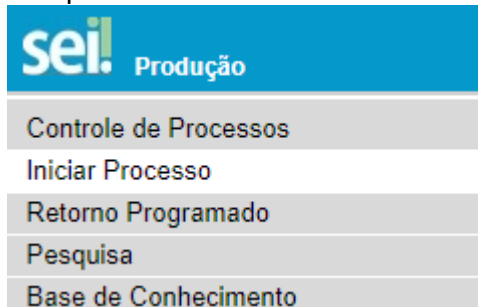 sei! Produção
Controle de Processos
Iniciar Processo
Retorno Programado
Pesquisa
Base de Conhecimento